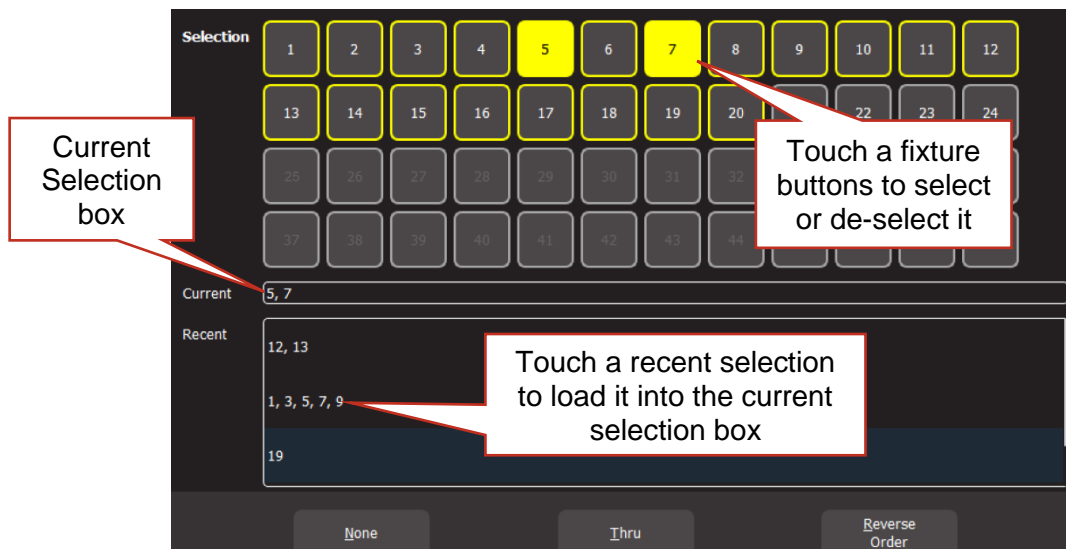 Selection
1 2 3 4 5 6 7 8 9 10 11 12
13 14 15 16 17 18 19 20 22 23 24
25 26 27 28 29 30 31 32
37 38 39 40 41 42 43 44
Current
Selection
box
Touch a fixture
buttons to select
or de-select it
Current 5, 7
Recent
12, 13
1, 3, 5, 7, 9
19
Touch a recent selection
to load it into the current
selection box
None Thru Reverse
Order